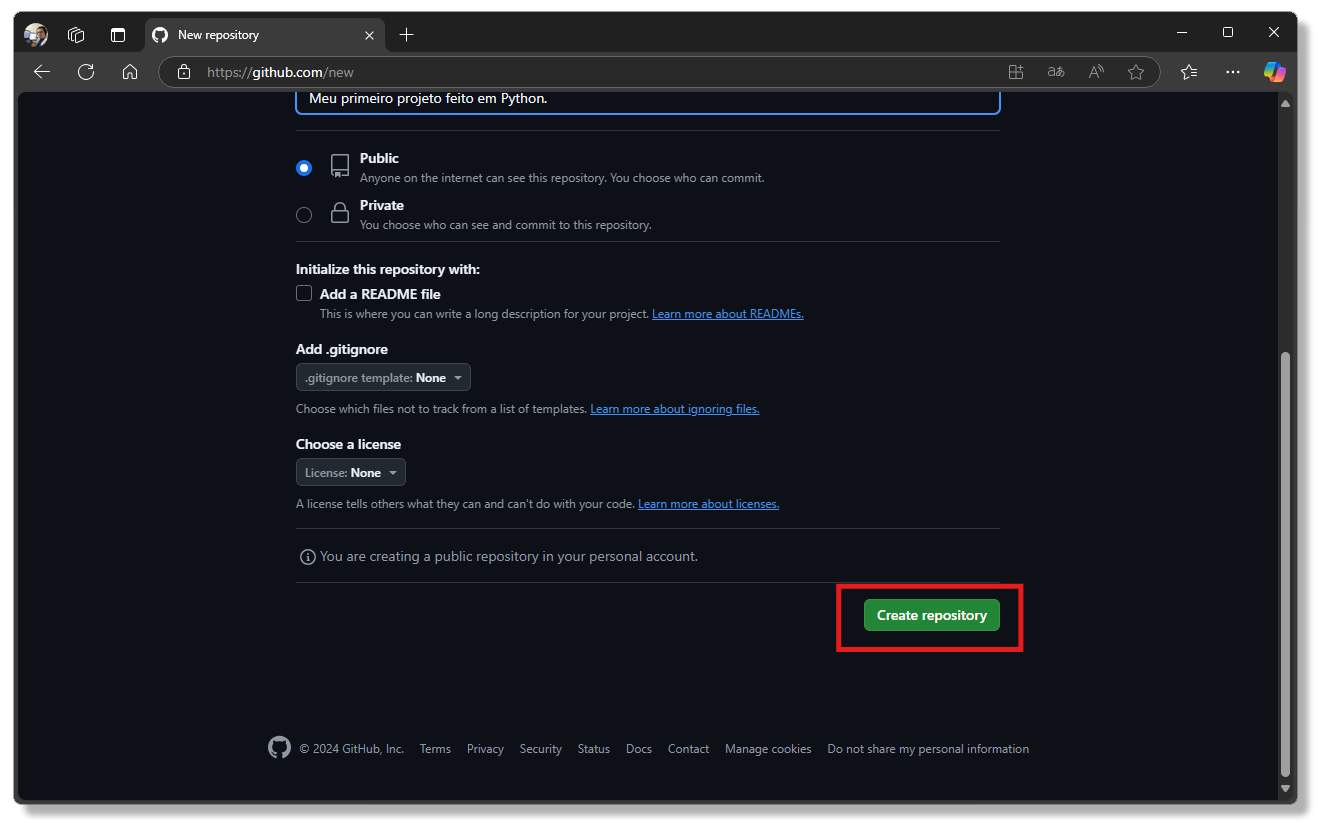 New repository
https://github.com/new
Meu primeiro projeto feito em Python.
Public
Anyone on the internet can see this repository. You choose who can commit.
Private
You choose who can see and commit to this repository.
Initialize this repository with:
Add a README file
This is where you can write a long description for your project. Learn more about READMEs.
Add .gitignore
.gitignore template: None
Choose which files not to track from a list of templates. Learn more about ignoring files.
Choose a license
License: None
A license tells others what they can and can't do with your code. Learn more about licenses.
You are creating a public repository in your personal account.
Create repository
© 2024 GitHub, Inc. Terms Privacy Security Status Docs Contact Manage cookies Do not share my personal information